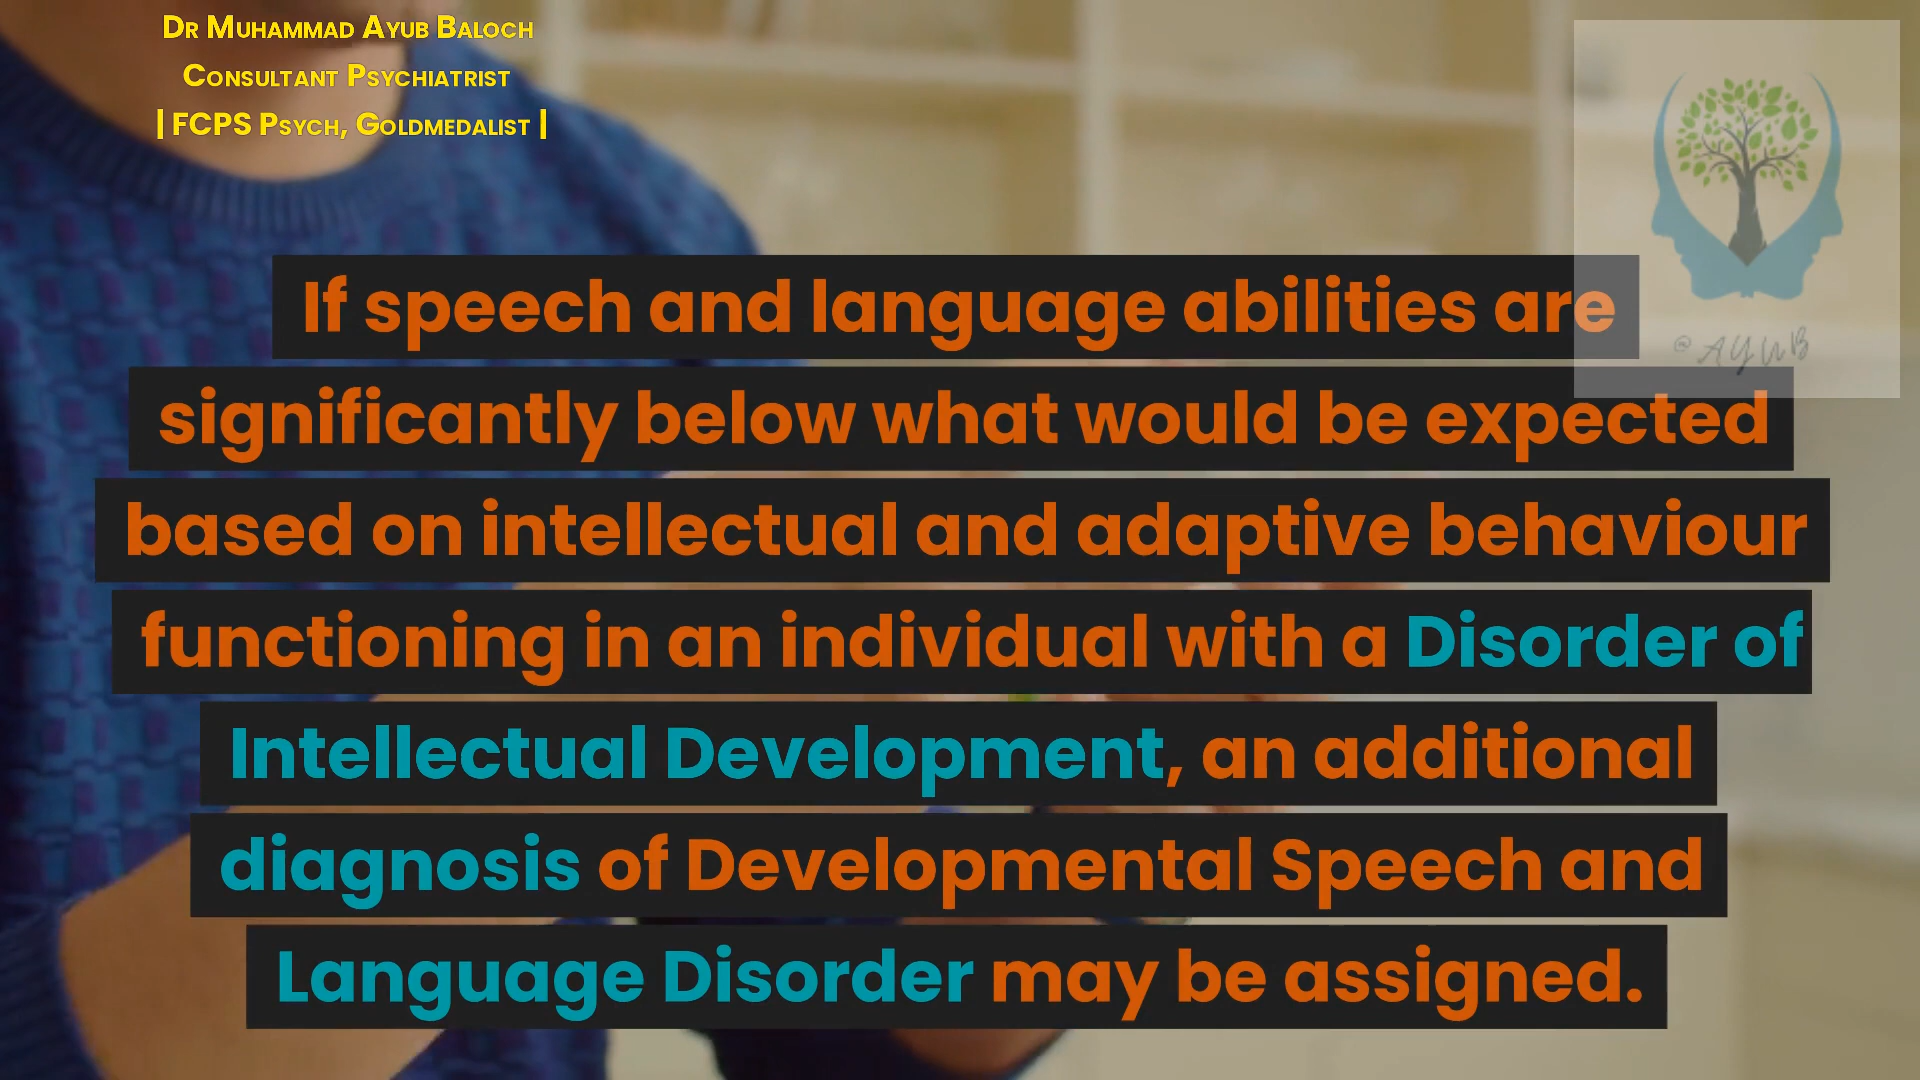 Dr Muhammad Ayub Baloch
Consultant Psychiatrist
| FCPS Psych, Goldmedalist |
If speech and language abilities are
significantly below what would be expected
based on intellectual and adaptive behaviour
functioning in an individual with a Disorder of
Intellectual Development, an additional
diagnosis of Developmental Speech and
Language Disorder may be assigned.
@AYUB